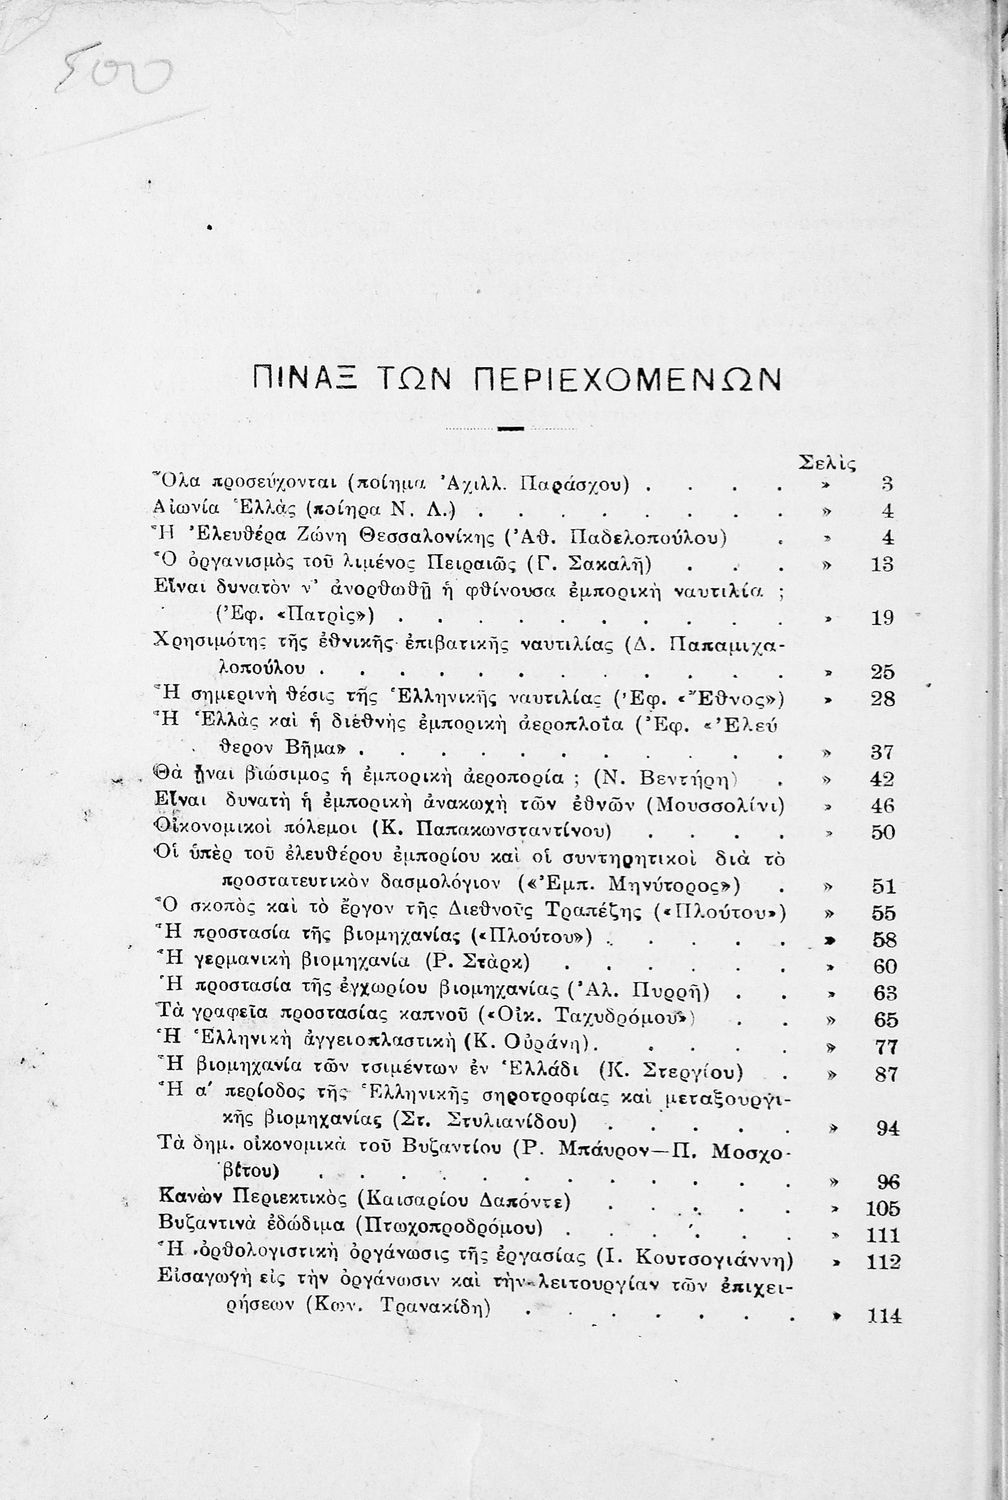 500
ΠΙΝΑΞ ΤΩΝ ΠΕΡΙΕΧΟΜΕΝΩΝ
Σελὶς
Ὅλα προσεύχονται (ποίημα Ἀχιλλ. Παράσχου) . . . . » 3
Αἰωνία Ἑλλὰς (ποίηρα Ν. Λ.) . . . . . . . . » 4
Ἡ Ἐλευθέρα Ζώνη Θεσσαλονίκης (Ἀθ. Παδελοπούλου) . » 4
Ὁ ὀργανισμὸς τοῦ λιμένος Πειραιῶς (Γ. Σακαλῆ) . . . » 13
Εἶναι δυνατὸν ν' ἀνορθωθῇ ἡ φθίνουσα ἐμπορικὴ ναυτιλία ;
(Ἐφ. «Πατρὶς») . . . . . . . . . . » 19
Χρησιμότης τῆς ἐθνικῆς ἐπιβατικῆς ναυτιλίας (Δ. Παπαμιχα-
λοπούλου . . . . . . . . . . . . » 25
Ἡ σημερινὴ θέσις τῆς Ἑλληνικῆς ναυτιλίας (Ἐφ. «Ἔθνος») » 28
Ἡ Ἑλλὰς καὶ ἡ διεθνὴς ἐμπορικὴ ἀεροπλοΐα (Ἐφ. «Ἐλεύ
θερον Βῆμα» . . . . . . . . . . . » 37
Θὰ ᾖναι βιώσιμος ἡ ἐμπορικὴ ἀεροπορία ; (Ν. Βεντήρη) . » 42
Εἶναι δυνατὴ ἡ ἐμπορικὴ ἀνακωχὴ τῶν ἐθνῶν (Μουσσολίνι) » 46
Οἰκονομικοὶ πόλεμοι (Κ. Παπακωνσταντίνου) . . . . » 50
Οἱ ὑπὲρ τοῦ ἐλευθέρου ἐμπορίου καὶ οἱ συντηρητικοὶ διὰ τὸ
προστατευτικὸν δασμολόγιον («Ἐμπ. Μηνύτορος») . » 51
Ὁ σκοπὸς καὶ τὸ ἔργον τῆς Διεθνοῦς Τραπέζης («Πλούτου») » 55
Ἡ προστασία τῆς βιομηχανίας («Πλούτου») . . . . . » 58
Ἡ γερμανικὴ βιομηχανία (Ρ. Στὰρκ) . . . . . . » 60
Ἡ προστασία τῆς ἐγχωρίου βιομηχανίας (Ἀλ. Πυρρῆ) . . » 63
Τὰ γραφεῖα προστασίας καπνοῦ («Οἰκ. Ταχυδρόμου») . . » 65
Ἡ Ἑλληνικὴ ἀγγειοπλαστικὴ (Κ. Οὐράνη). . . . . » 77
Ἡ βιομηχανία τῶν τσιμέντων ἐν Ἑλλάδι (Κ. Στεργίου) . » 87
Ἡ α' περίοδος τῆς Ἑλληνικῆς σηροτροφίας καὶ μεταξουργι-
κῆς βιομηχανίας (Στ. Στυλιανίδου) . . . . . » 94
Τὰ δημ. οἰκονομικὰ τοῦ Βυζαντίου (Ρ. Μπάυρον—Π. Μοσχο-
βίτου) . . . . . . . . . . . . » 96
Κανὼν Περιεκτικὸς (Καισαρίου Δαπόντε) . . . . . » 105
Βυζαντινὰ ἐδώδιμα (Πτωχοπροδρόμου) . . . . . . » 111
Ἡ ὀρθολογιστικὴ ὀργάνωσις τῆς ἐργασίας (Ι. Κουτσογιάννη) » 112
Εἰσαγωγὴ εἰς τὴν ὀργάνωσιν καὶ τὴν λειτουργίαν τῶν ἐπιχει-
ρήσεων (Κων. Τρανακίδη) . . . . . . . » 114